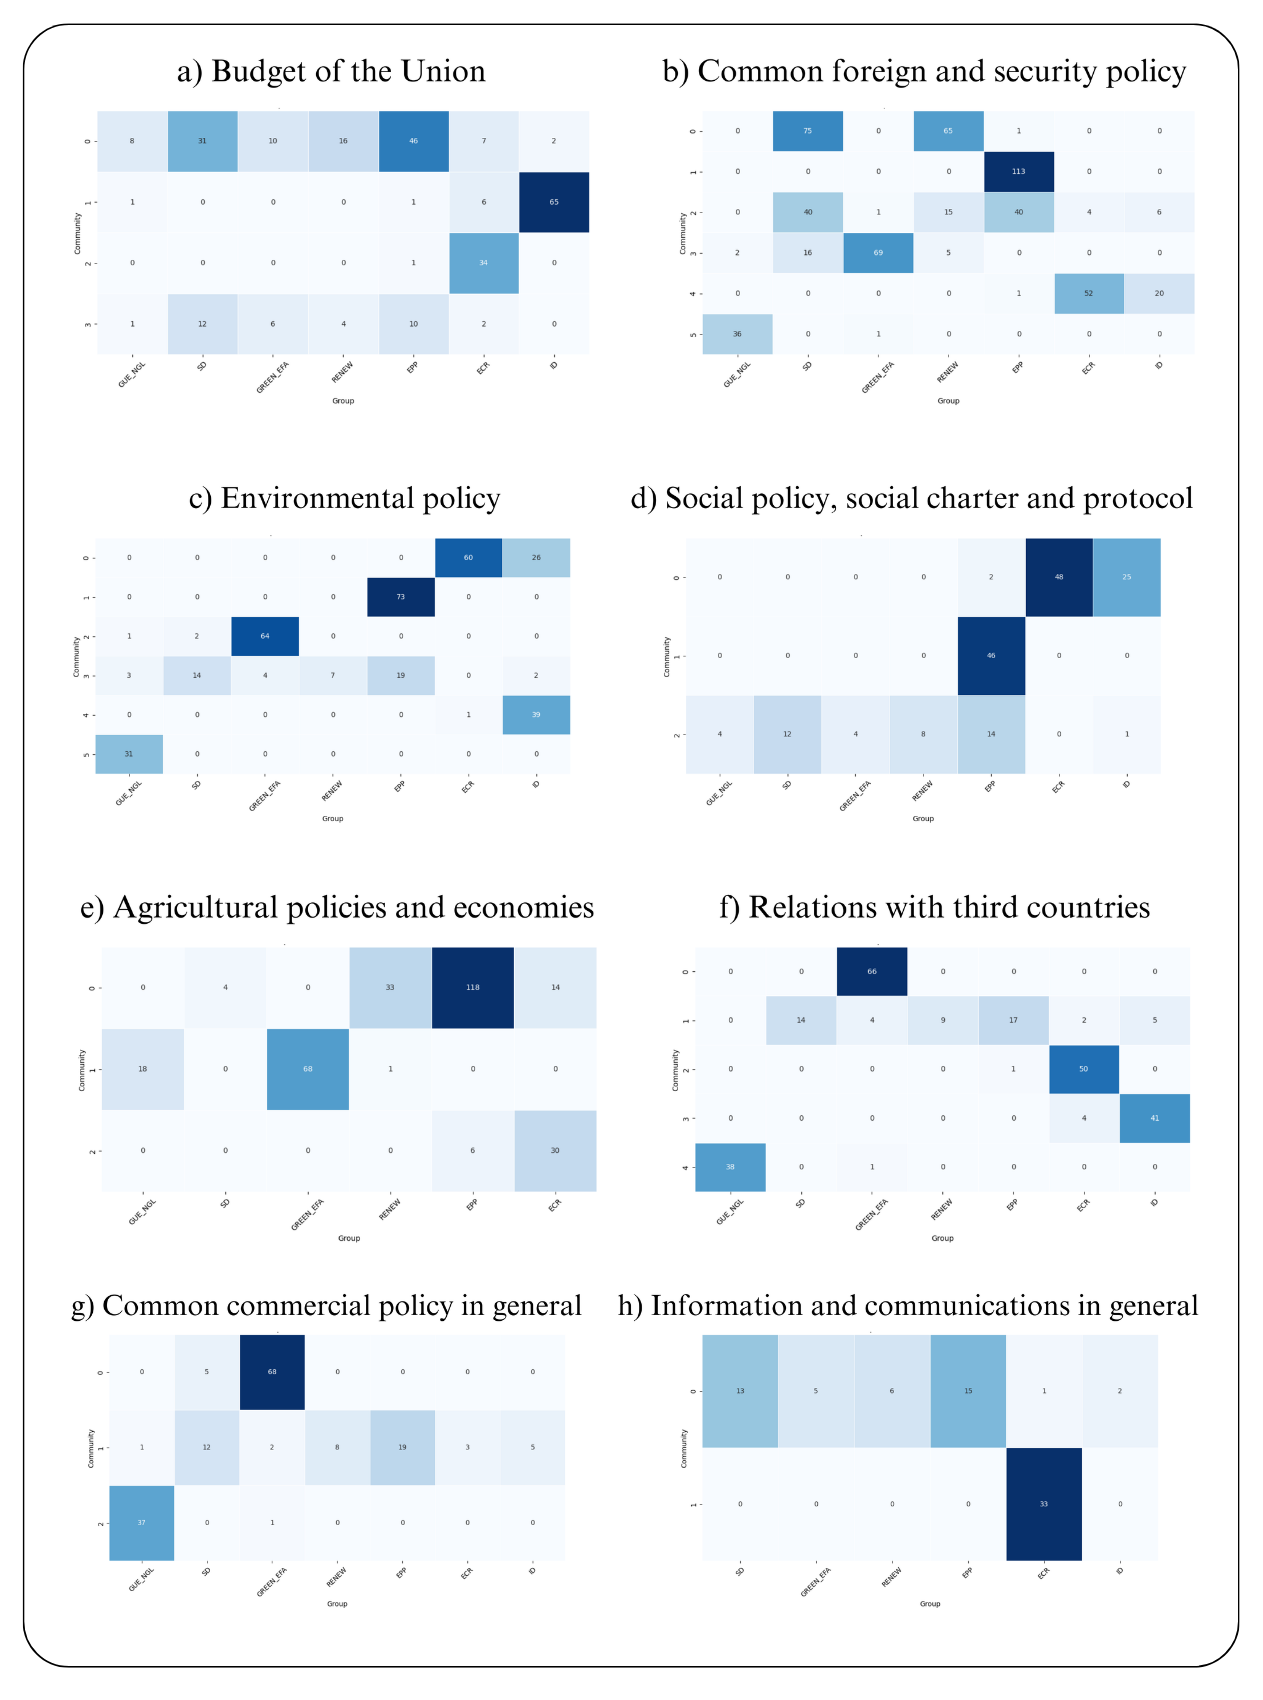 a) Budget of the Union
8 31 10 16 46 7 2
1 0 0 0 1 6 65
0 0 0 0 1 34 0
1 12 6 4 10 2 0
0
1
2
3
Community
GUE_NGL SD GREEN_EFA RENEW EPP ECR ID
Group
b) Common foreign and security policy
0 75 0 65 1 0 0
0 0 0 0 113 0 0
0 40 1 15 40 4 6
2 16 69 5 0 0 0
0 0 0 0 1 52 20
36 0 1 0 0 0 0
0
1
2
3
4
5
Community
GUE_NGL SD GREEN_EFA RENEW EPP ECR ID
Group
c) Environmental policy
0 0 0 0 0 60 26
0 0 0 0 73 0 0
1 2 64 0 0 0 0
3 14 4 7 19 0 2
0 0 0 0 0 1 39
31 0 0 0 0 0 0
0
1
2
3
4
5
Community
GUE_NGL SD GREEN_EFA RENEW EPP ECR ID
Group
d) Social policy, social charter and protocol
0 0 0 0 2 48 25
0 0 0 0 46 0 0
4 12 4 8 14 0 1
0
1
2
Community
GUE_NGL SD GREEN_EFA RENEW EPP ECR ID
Group
e) Agricultural policies and economies
0 4 0 33 118 14
18 0 68 1 0 0
0 0 0 0 6 30
0
1
2
Community
GUE_NGL SD GREEN_EFA RENEW EPP ECR
Group
f) Relations with third countries
0 0 66 0 0 0 0
0 14 4 9 17 2 5
0 0 0 0 1 50 0
0 0 0 0 0 4 41
38 0 1 0 0 0 0
0
1
2
3
4
Community
GUE_NGL SD GREEN_EFA RENEW EPP ECR ID
Group
g) Common commercial policy in general
0 5 68 0 0 0 0
1 12 2 8 19 3 5
37 0 1 0 0 0 0
0
1
2
Community
GUE_NGL SD GREEN_EFA RENEW EPP ECR ID
Group
h) Information and communications in general
13 5 6 15 1 2
0 0 0 0 33 0
0
1
Community
SD GREEN_EFA RENEW EPP ECR ID
Group